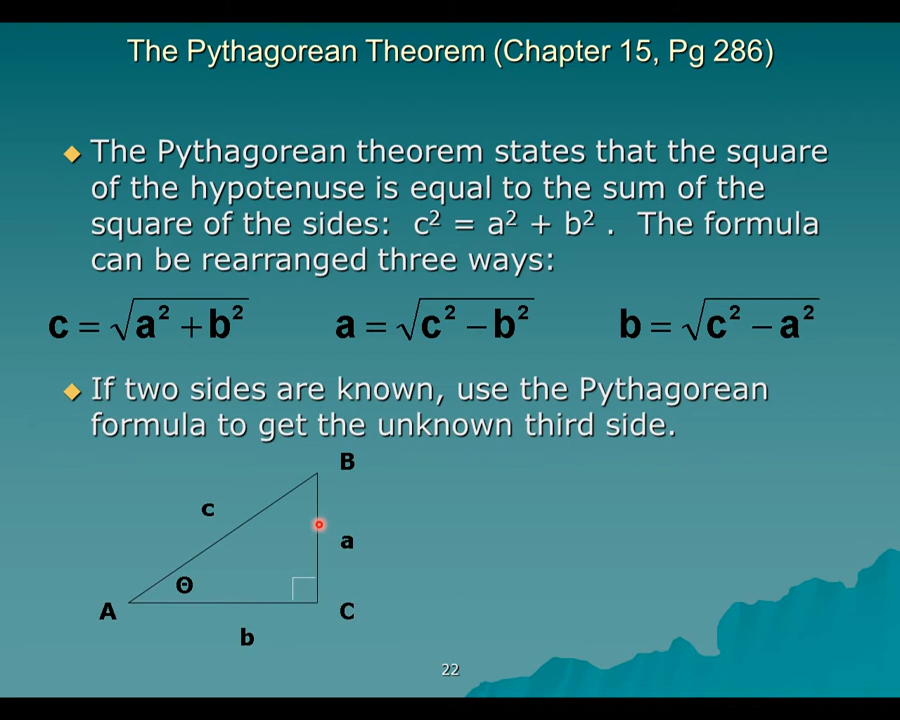 The Pythagorean Theorem (Chapter 15, Pg 286)
◆ The Pythagorean theorem states that the square
of the hypotenuse is equal to the sum of the
square of the sides: c² = a² + b² . The formula
can be rearranged three ways:
c = √a² + b² a = √c² − b² b = √c² − a²
◆ If two sides are known, use the Pythagorean
formula to get the unknown third side.
B
c
a
Θ
A C
b
22